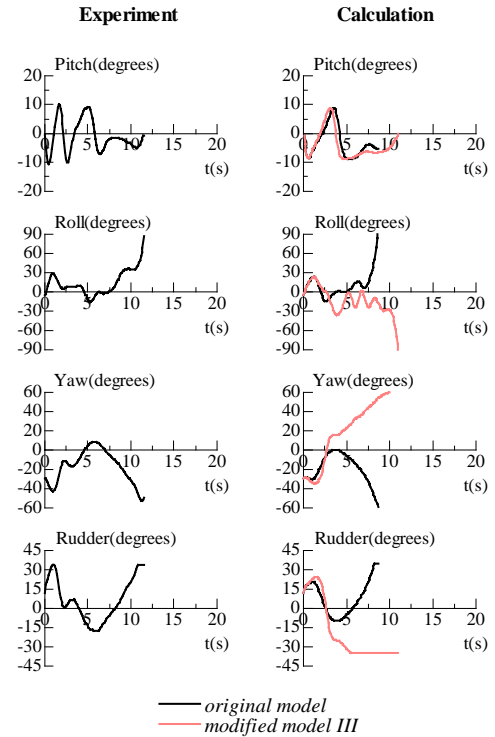 Experiment Calculation
Pitch(degrees) Pitch(degrees)
20 20
10 10
0 0
0 5 10 15 20 0 5 10 15 20
-10 -10
t(s) t(s)
-20 -20
Roll(degrees) Roll(degrees)
90 90
60 60
30 30
0 0
0 5 10 15 20 0 5 10 15 20
-30 -30
-60 t(s) -60 t(s)
-90 -90
Yaw(degrees) Yaw(degrees)
60 60
40 40
20 20
0 0
0 5 10 15 20 0 5 10 15 20
-20 -20
-40 t(s) -40 t(s)
-60 -60
Rudder(degrees) Rudder(degrees)
45 45
30 30
15 15
0 0
0 5 10 15 20 0 5 10 15 20
-15 -15
-30 t(s) -30 t(s)
-45 -45
original model
modified model III